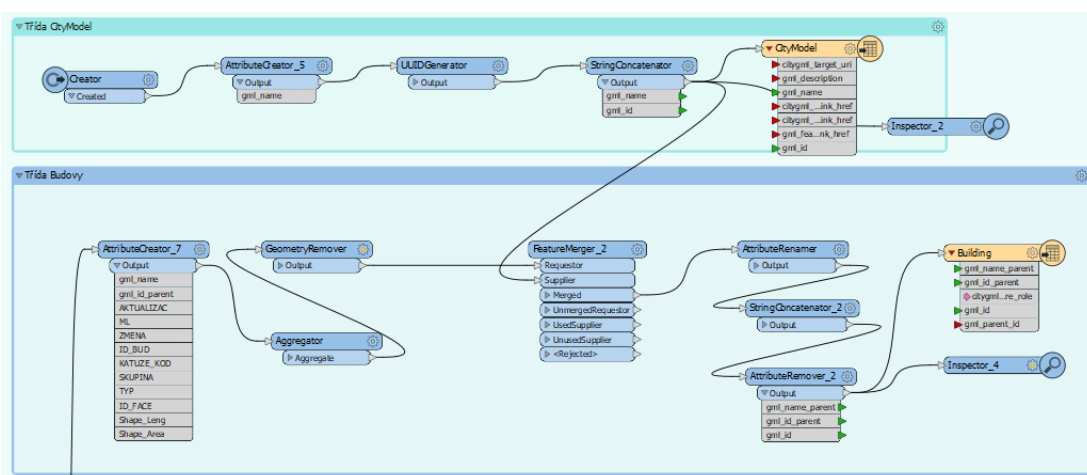 Třída CityModel
Creator
Created
AttributeCreator_5
Output
gml_name
UUIDGenerator
Output
StringConcatenator
Output
gml_name
gml_id
CityModel
citygml_target_uri
gml_description
gml_name
citygml_...ink_href
citygml_...ink_href
gml_fea...nk_href
gml_id
Inspector_2
Třída Budovy
AttributeCreator_7
Output
gml_name
gml_id_parent
AKTUALIZAC
ML
ZMENA
ID_BUD
KATUZE_KOD
SKUPINA
TYP
ID_FACE
Shape_Leng
Shape_Area
GeometryRemover
Output
Aggregator
Aggregate
FeatureMerger_2
Requestor
Supplier
Merged
UnmergedRequestor
UsedSupplier
UnusedSupplier
<Rejected>
AttributeRenamer
Output
StringConcatenator_2
Output
AttributeRemover_2
Output
gml_name_parent
gml_id_parent
gml_id
Building
gml_name_parent
gml_id_parent
citygml...re_role
gml_id
gml_parent_id
Inspector_4